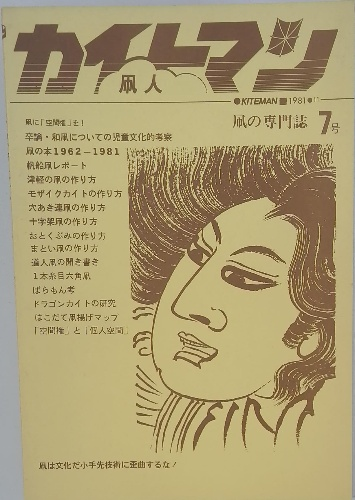 カイトマン
凧人
●KITEMAN■1981●
凧の専門誌 7号
凧に「空間権」を!
卒論・和凧についての児童文化的考察
凧の本1962−1981
帆船凧レポート
津軽の凧の作り方
モザイクカイトの作り方
穴あき連凧の作り方
十字架凧の作り方
おとくぶみの作り方
まとい凧の作り方
道人凧の聞き書き
1本糸目六角凧
ばらもん考
ドラゴンカイトの研究
はこだて凧揚げマップ
「空間権」と「個人空間」
凧は文化だ小手先技術に歪曲するな!